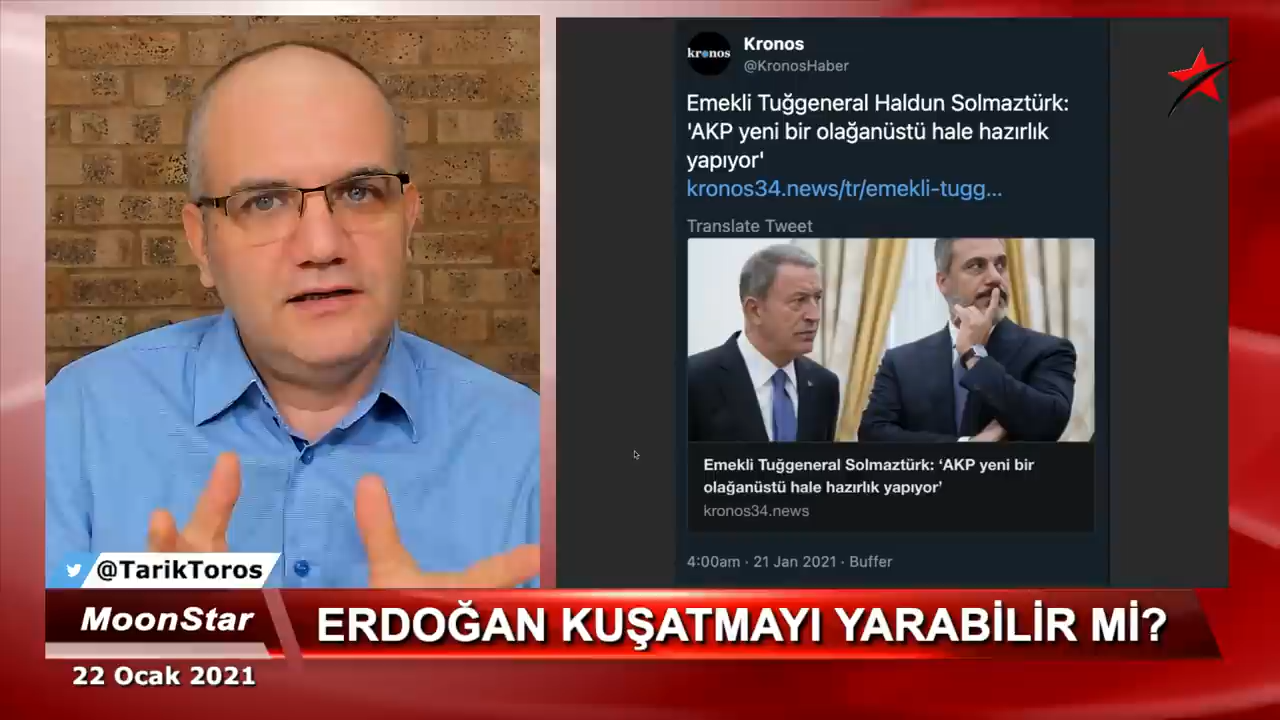 kronos
Kronos
@KronosHaber
Emekli Tuğgeneral Haldun Solmaztürk:
'AKP yeni bir olağanüstü hale hazırlık
yapıyor'
kronos34.news/tr/emekli-tugg...
Translate Tweet
Emekli Tuğgeneral Solmaztürk: ‘AKP yeni bir
olağanüstü hale hazırlık yapıyor’
kronos34.news
4:00am · 21 Jan 2021 · Buffer
@TarikToros
MoonStar
ERDOĞAN KUŞATMAYI YARABİLİR Mİ?
22 Ocak 2021